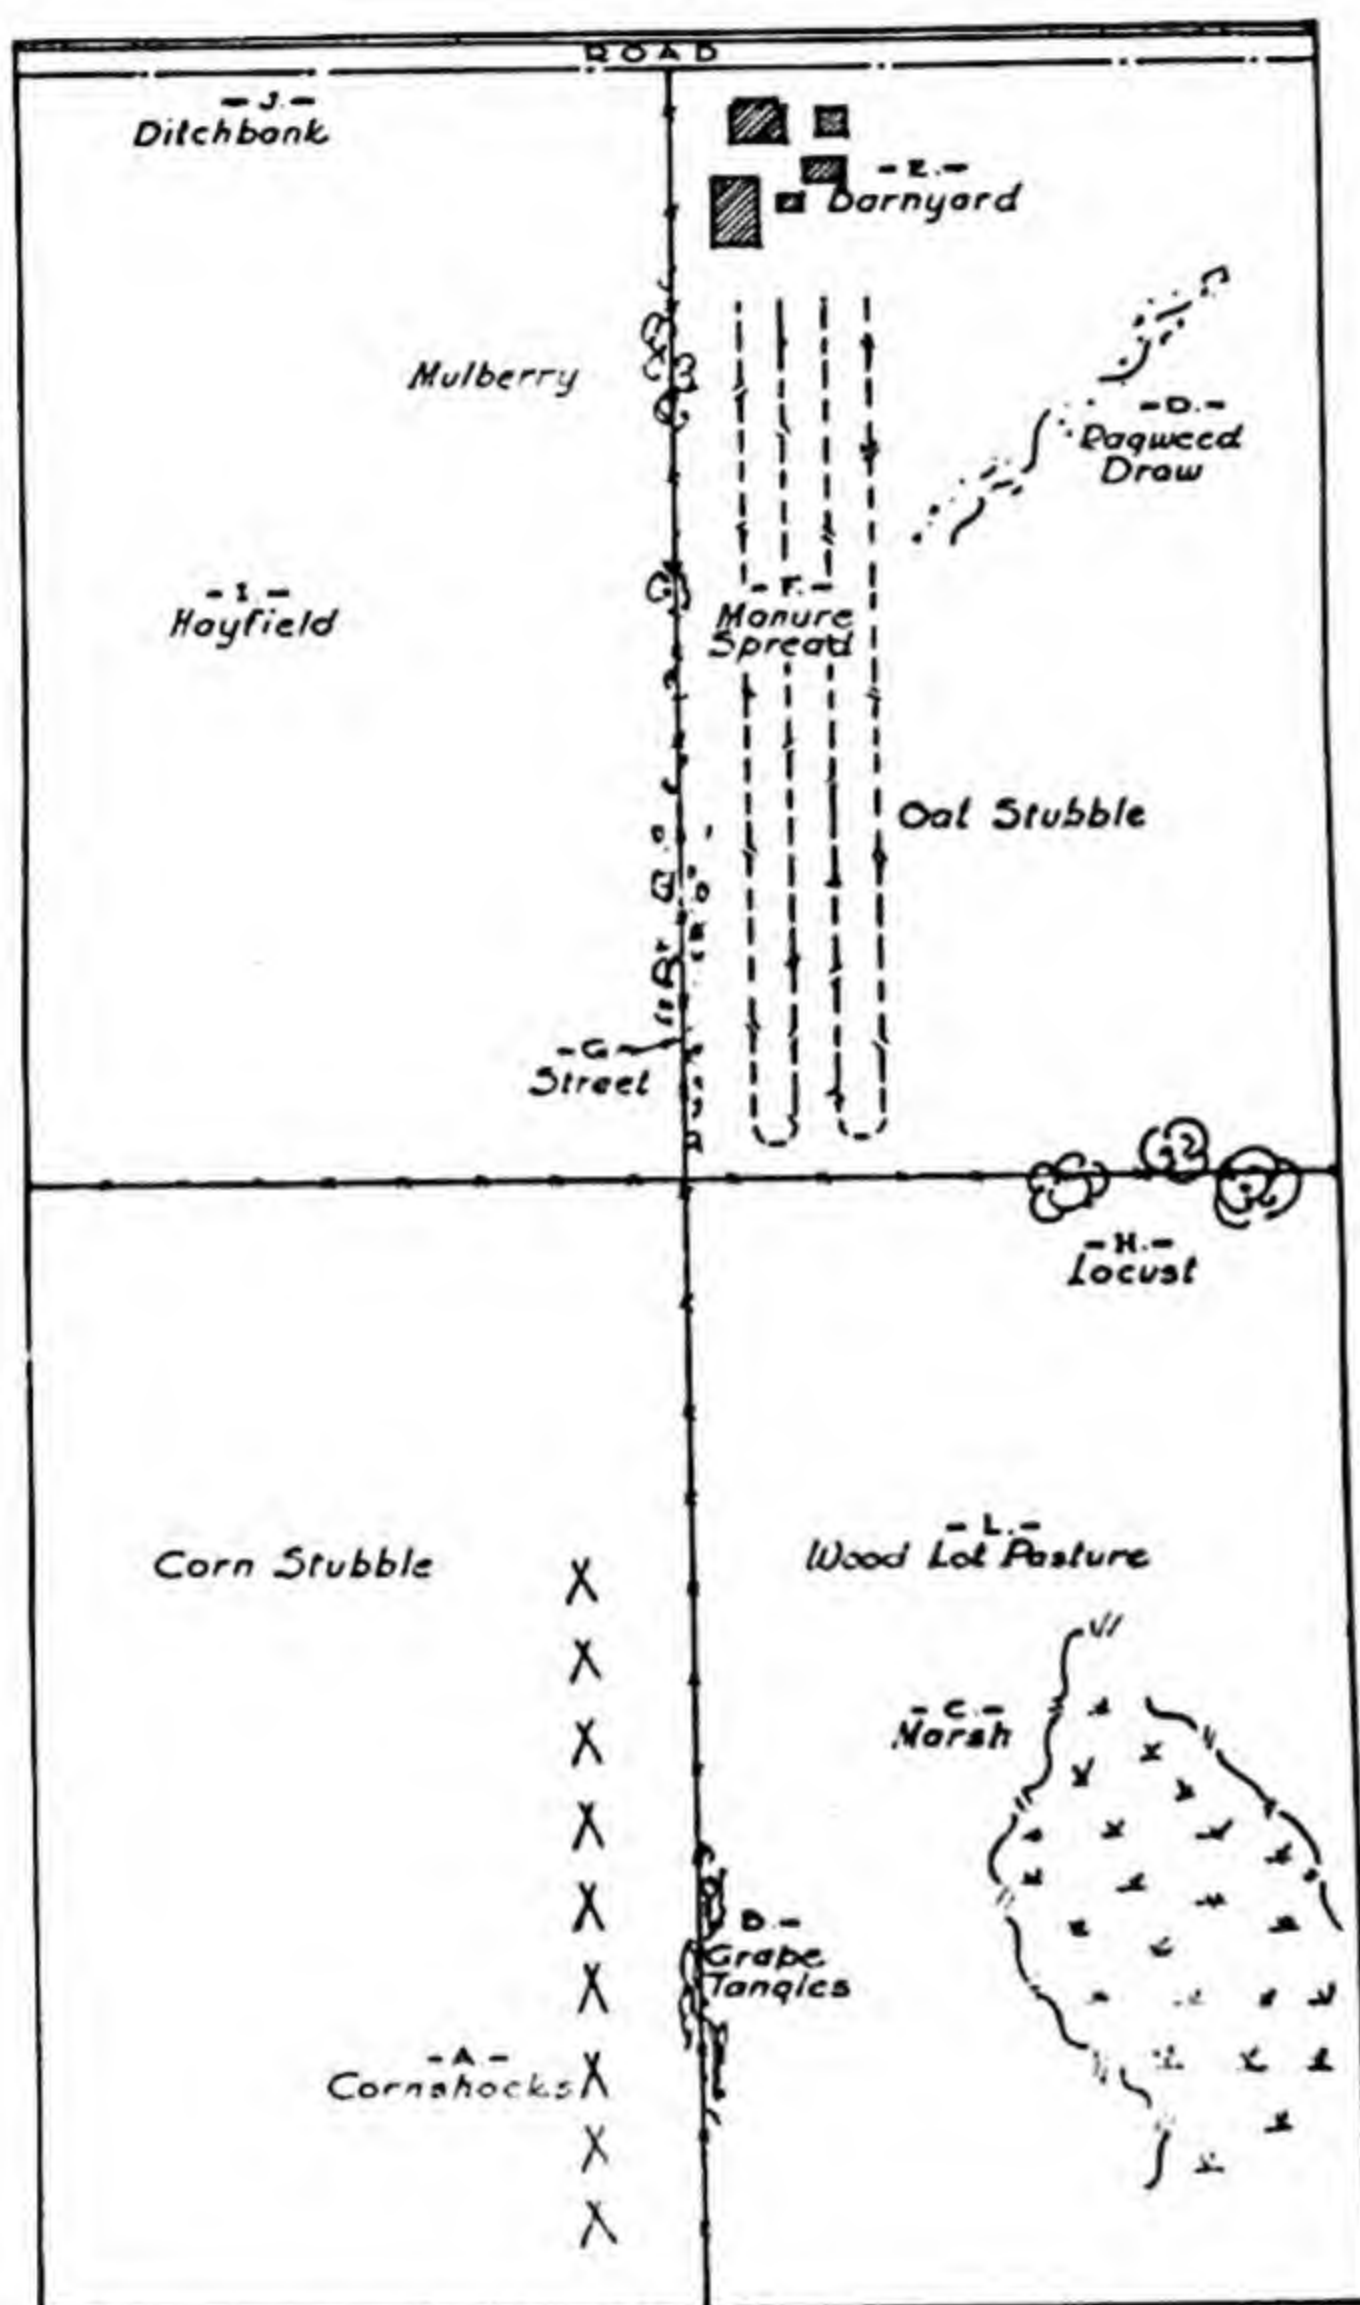 ROAD
- J. -
Ditchbank
- E. -
Barnyard
Mulberry
- D. -
Ragweed
Draw
- I. -
Hayfield
- F. -
Manure
Spread
Oat Stubble
- G -
Street
- H. -
Locust
Corn Stubble
- L. -
Wood Lot Pasture
- C. -
Marsh
B. -
Grape
Tangles
- A -
Cornshocks